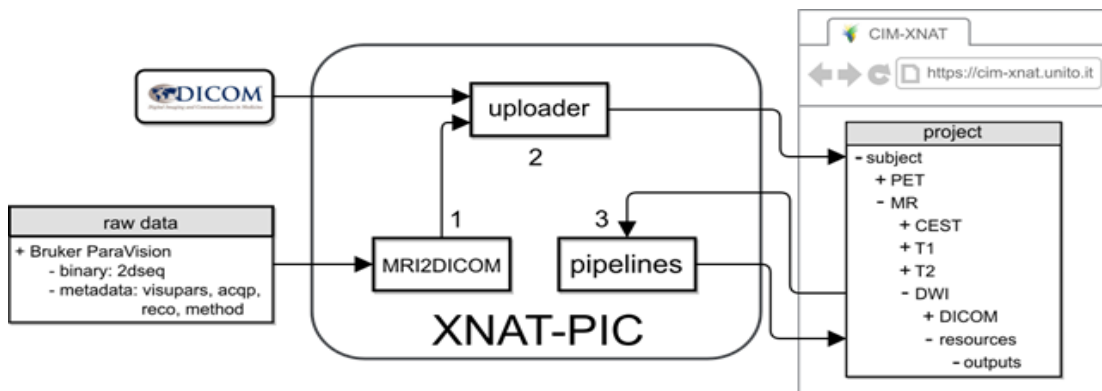 DICOM
Digital Imaging and Communications in Medicine
raw data
+ Bruker ParaVision
- binary: 2dseq
- metadata: visupars, acqp,
reco, method
uploader
2
1
MRI2DICOM
3
pipelines
XNAT-PIC
CIM-XNAT
https://cim-xnat.unito.it
project
- subject
+ PET
- MR
+ CEST
+ T1
+ T2
- DWI
+ DICOM
- resources
- outputs